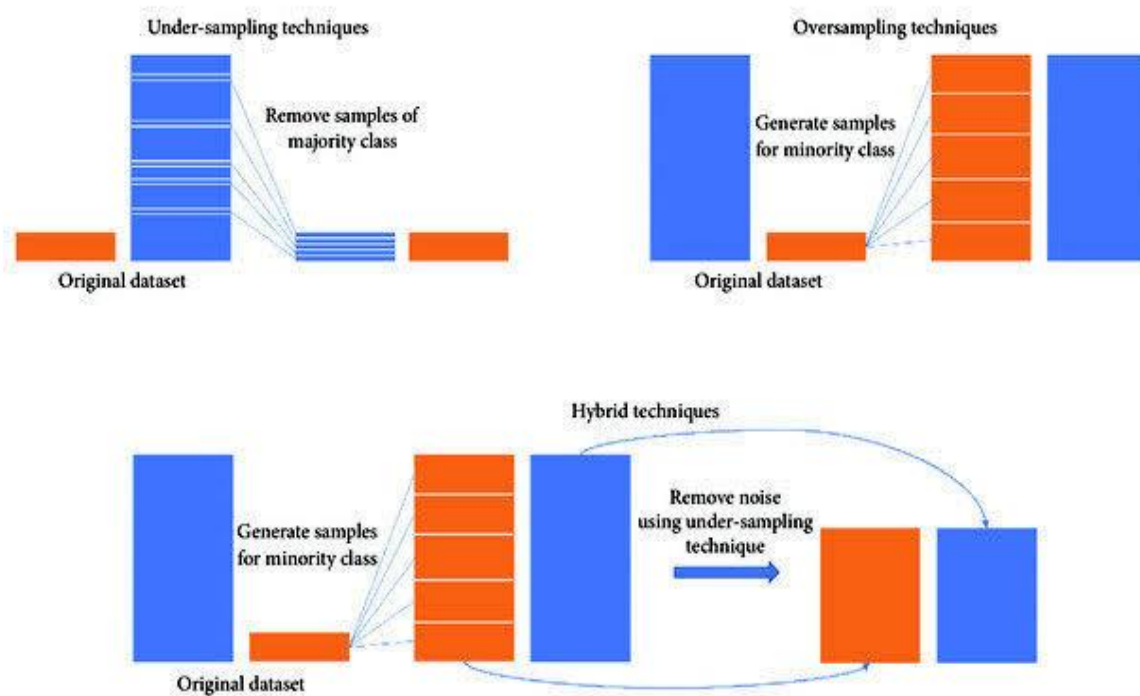 Under-sampling techniques
Remove samples of
majority class
Original dataset
Oversampling techniques
Generate samples
for minority class
Original dataset
Hybrid techniques
Generate samples
for minority class
Remove noise
using under-sampling
technique
Original dataset